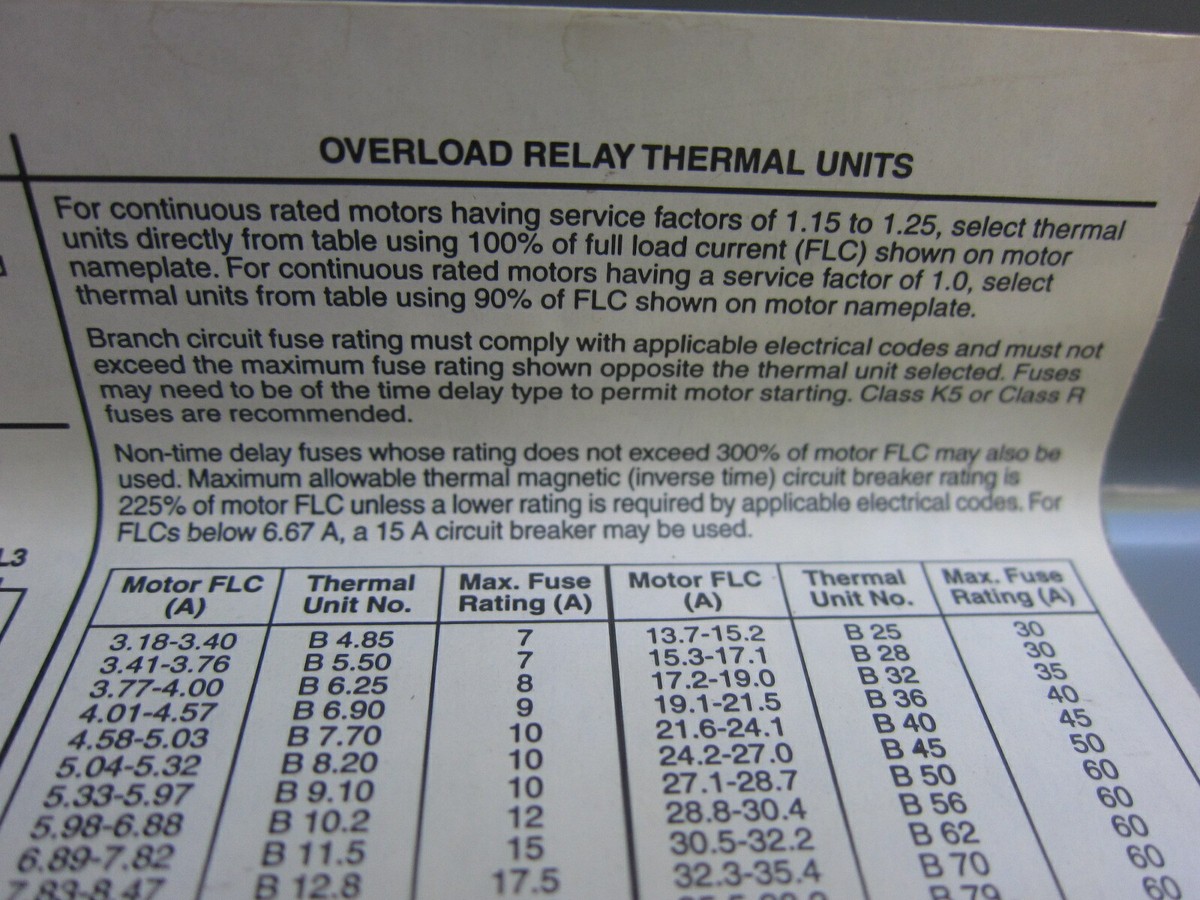 OVERLOAD RELAY THERMAL UNITS
For continuous rated motors having service factors of 1.15 to 1.25, select thermal
units directly from table using 100% of full load current (FLC) shown on motor
nameplate. For continuous rated motors having a service factor of 1.0, select
thermal units from table using 90% of FLC shown on motor nameplate.
Branch circuit fuse rating must comply with applicable electrical codes and must not
exceed the maximum fuse rating shown opposite the thermal unit selected. Fuses
may need to be of the time delay type to permit motor starting. Class K5 or Class R
fuses are recommended.
Non-time delay fuses whose rating does not exceed 300% of motor FLC may also be
used. Maximum allowable thermal magnetic (inverse time) circuit breaker rating is
225% of motor FLC unless a lower rating is required by applicable electrical codes. For
FLCs below 6.67 A, a 15 A circuit breaker may be used.
L3
Motor FLC Thermal Max. Fuse Motor FLC Thermal Max. Fuse
(A) Unit No. Rating (A) (A) Unit No. Rating (A)
3.18-3.40 B 4.85 7 13.7-15.2 B 25 30
3.41-3.76 B 5.50 7 15.3-17.1 B 28 30
3.77-4.00 B 6.25 8 17.2-19.0 B 32 35
4.01-4.57 B 6.90 9 19.1-21.5 B 36 40
4.58-5.03 B 7.70 10 21.6-24.1 B 40 45
5.04-5.32 B 8.20 10 24.2-27.0 B 45 50
5.33-5.97 B 9.10 10 27.1-28.7 B 50 60
5.98-6.88 B 10.2 12 28.8-30.4 B 56 60
6.89-7.82 B 11.5 15 30.5-32.2 B 62 60
7.83-8.47 B 12.8 17.5 32.3-35.4 B 70 60
B 79 60